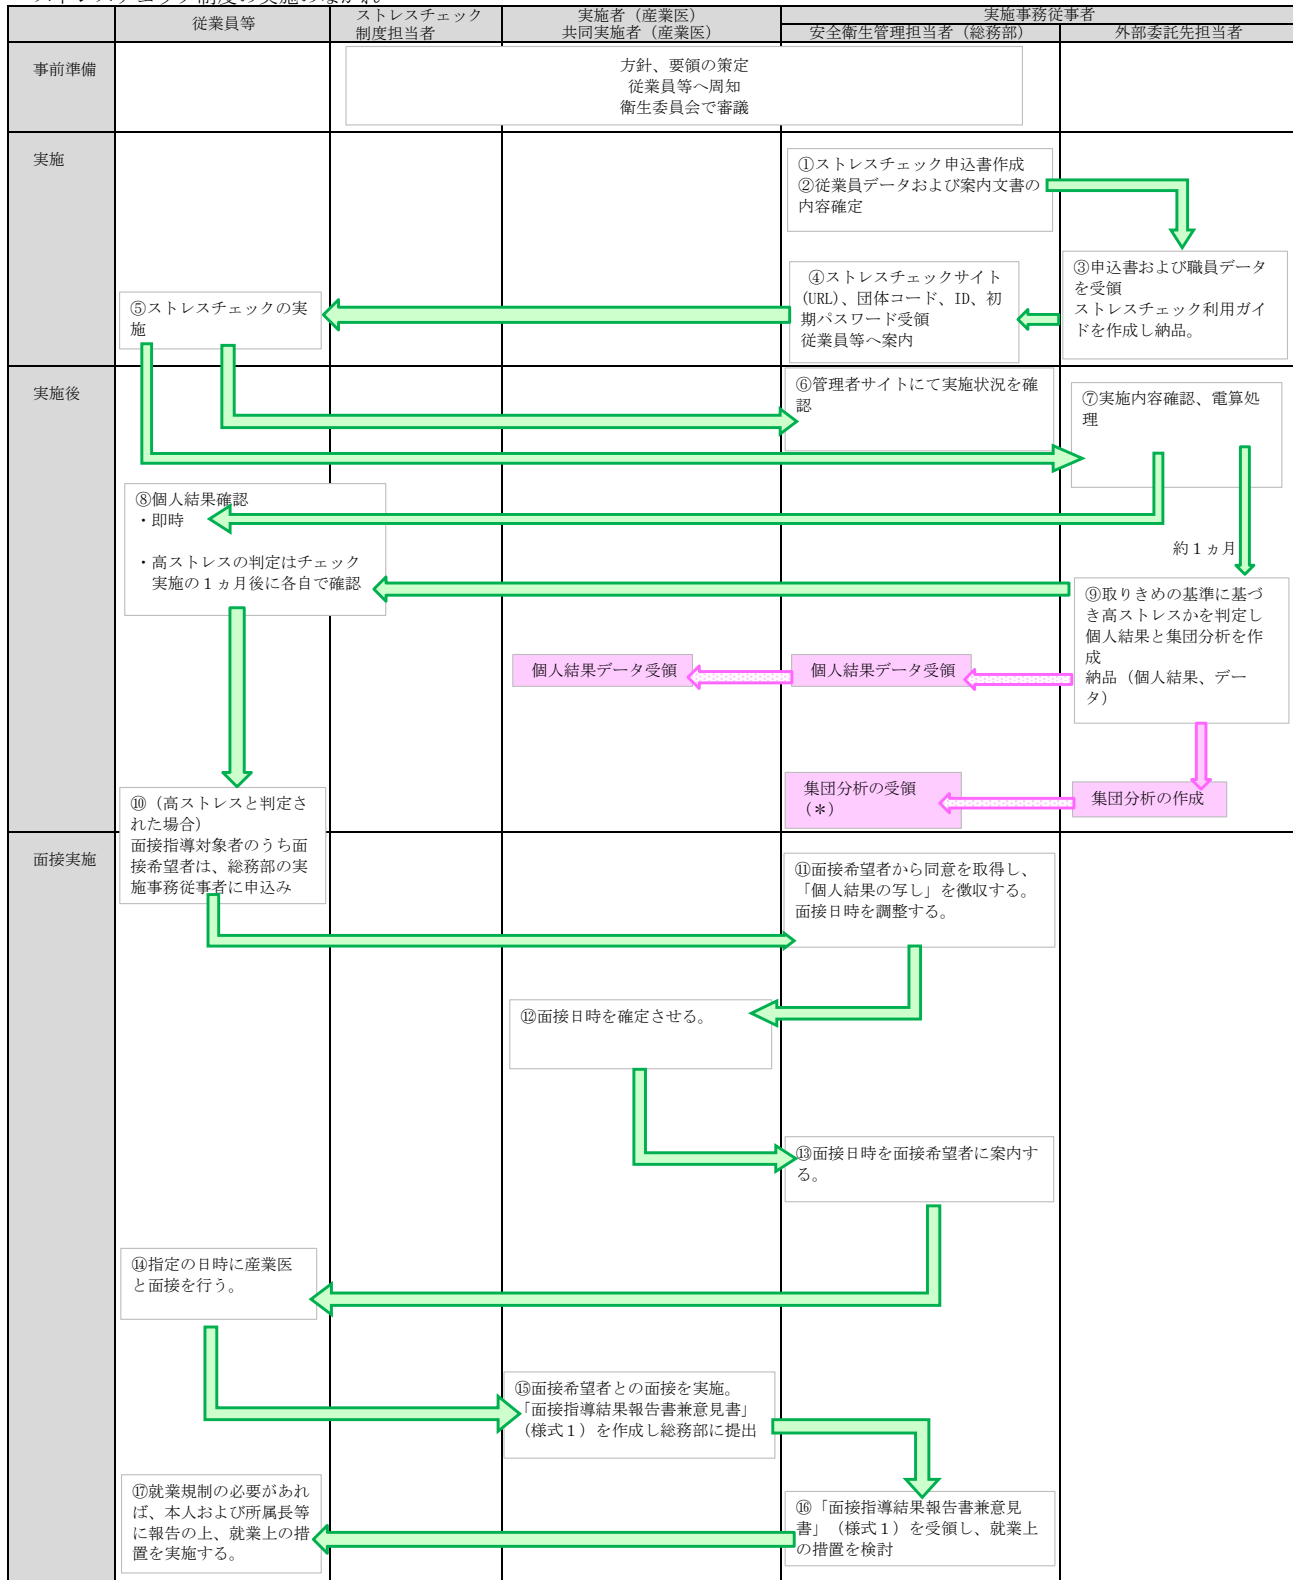 ストレスチェック制度の実施のながれ
従業員等
ストレスチェック
制度担当者
実施者（産業医）
共同実施者（産業医）
実施事務従事者
安全衛生管理担当者（総務部）
外部委託先担当者
事前準備
方針、要領の策定
従業員等へ周知
衛生委員会で審議
実施
①ストレスチェック申込書作成
②従業員データおよび案内文書の
内容確定
③申込書および職員データ
を受領
ストレスチェック利用ガイ
ドを作成し納品。
④ストレスチェックサイト
(URL)、団体コード、ID、初
期パスワード受領
従業員等へ案内
⑤ストレスチェックの実
施
実施後
⑥管理者サイトにて実施状況を確
認
⑦実施内容確認、電算処
理
⑧個人結果確認
・即時
・高ストレスの判定はチェック
実施の１ヵ月後に各自で確認
約１ヵ月
⑨取りきめの基準に基づ
き高ストレスかを判定し
個人結果と集団分析を作
成
納品（個人結果、デー
タ）
個人結果データ受領
個人結果データ受領
集団分析の受領
（＊）
集団分析の作成
⑩（高ストレスと判定さ
れた場合）
面接指導対象者のうち面
接希望者は、総務部の実
施事務従事者に申込み
面接実施
⑪面接希望者から同意を取得し、
「個人結果の写し」を徴収する。
面接日時を調整する。
⑫面接日時を確定させる。
⑬面接日時を面接希望者に案内す
る。
⑭指定の日時に産業医
と面接を行う。
⑮面接希望者との面接を実施。
「面接指導結果報告書兼意見書」
（様式１）を作成し総務部に提出
⑯「面接指導結果報告書兼意見
書」（様式１）を受領し、就業上
の措置を検討
⑰就業規制の必要があれ
ば、本人および所属長等
に報告の上、就業上の措
置を実施する。